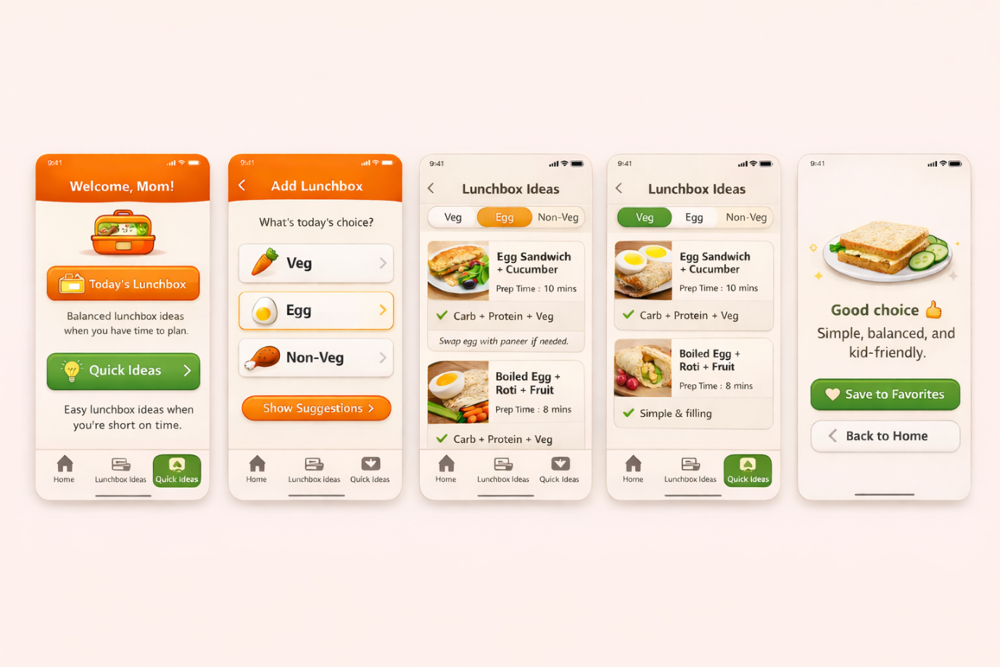 9:41
Welcome, Mom!
Today's Lunchbox
Balanced lunchbox ideas
when you have time to plan.
Quick Ideas
Easy lunchbox ideas when
you're short on time.
Home
Lunchbox Ideas
Quick Ideas
9:41
Add Lunchbox
What's today's choice?
Veg
Egg
Non-Veg
Show Suggestions
Home
Lunchbox Ideas
Quick Ideas
9:41
Lunchbox Ideas
Veg Egg Non-Veg
Egg Sandwich
+ Cucumber
Prep Time : 10 mins
Carb + Protein + Veg
Swap egg with paneer if needed.
Boiled Egg +
Roti + Fruit
Prep Time : 8 mins
Carb + Protein + Veg
Home
Lunchbox Ideas
Quick Ideas
9:41
Lunchbox Ideas
Veg Egg Non-Veg
Egg Sandwich
+ Cucumber
Prep Time : 10 mins
Carb + Protein + Veg
Boiled Egg +
Roti + Fruit
Prep Time : 8 mins
Simple & filling
Home
Lunchbox Ideas
Quick Ideas
9:41
Good choice 👍
Simple, balanced, and
kid-friendly.
Save to Favorites
Back to Home